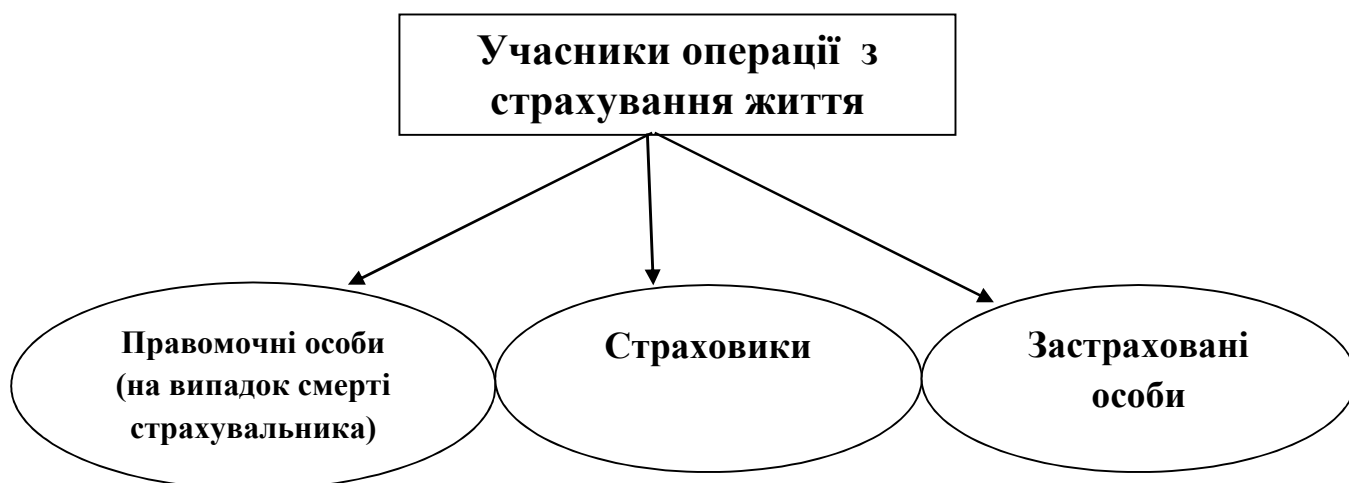 Учасники операції з
страхування життя
Правомочні особи
(на випадок смерті
страхувальника)
Страховики
Застраховані
особи